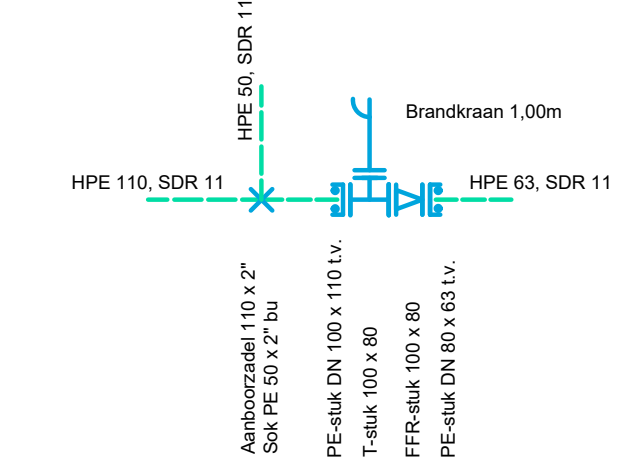 HPE 50, SDR 11
Brandkraan 1,00m
HPE 110, SDR 11
HPE 63, SDR 11
Aanboorzadel 110 x 2"
Sok PE 50 x 2" bu
PE-stuk DN 100 x 110 t.v.
T-stuk 100 x 80
FFR-stuk 100 x 80
PE-stuk DN 80 x 63 t.v.